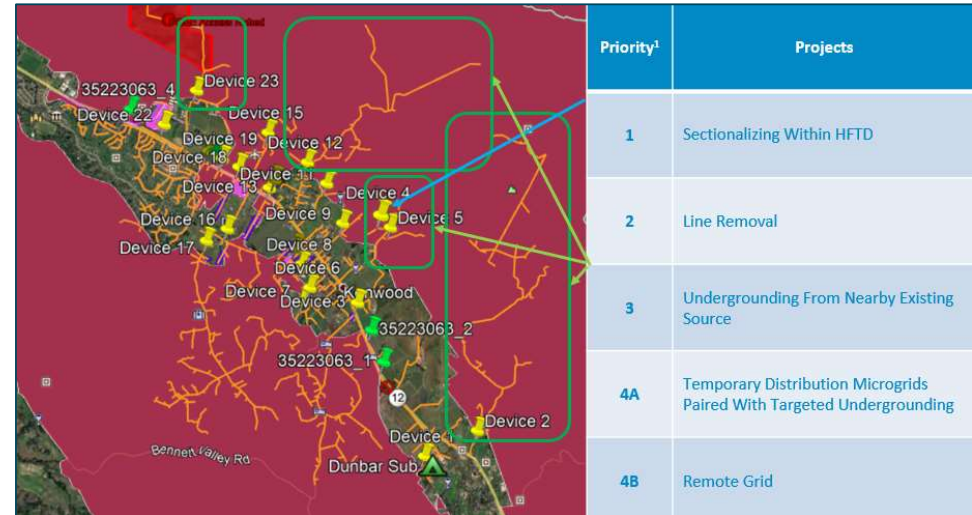 Device 23
35223063_4
Device 22
Device 15
Device 19
Device 12
Device 18
Device 11
Device 13
Device 4
Device 9
Device 5
Device 16
Device 17
Device 8
Device 6
Device 7
Device 3
35223063_2
35223063_1
12
Device 2
Device 1
Bennett Valley Rd
Dunbar Sub
Priority¹ Projects
1 Sectionalizing Within HFTD
2 Line Removal
3 Undergrounding From Nearby Existing
Source
4A Temporary Distribution Microgrids
Paired With Targeted Undergrounding
4B Remote Grid